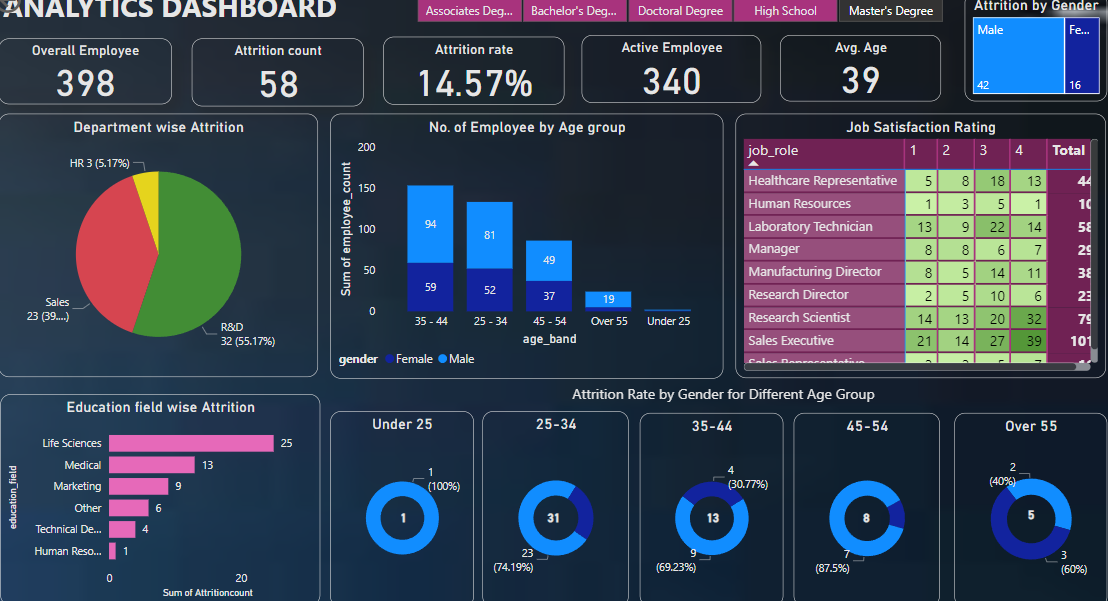 ANALYTICS DASHBOARD
Associates Deg...
Bachelor's Deg...
Doctoral Degree
High School
Master's Degree
Attrition by Gender
Male
Fe...
42
16
Overall Employee
398
Attrition count
58
Attrition rate
14.57%
Active Employee
340
Avg. Age
39
Department wise Attrition
HR 3 (5.17%)
Sales
23 (39....)
R&D
32 (55.17%)
No. of Employee by Age group
Sum of employee_count
200
150
100
50
0
94
59
81
52
49
37
19
35 - 44
25 - 34
45 - 54
Over 55
Under 25
age_band
gender Female Male
Job Satisfaction Rating
job_role 1 2 3 4 Total
Healthcare Representative 5 8 18 13 44
Human Resources 1 3 5 1 10
Laboratory Technician 13 9 22 14 58
Manager 8 8 6 7 29
Manufacturing Director 8 5 14 11 38
Research Director 2 5 10 6 23
Research Scientist 14 13 20 32 79
Sales Executive 21 14 27 39 101
Sales Representative
Education field wise Attrition
education_field
Life Sciences 25
Medical 13
Marketing 9
Other 6
Technical De... 4
Human Reso... 1
0 20
Sum of Attritioncount
Attrition Rate by Gender for Different Age Group
Under 25
1
(100%)
1
25-34
31
23
(74.19%)
35-44
4
(30.77%)
13
9
(69.23%)
45-54
8
7
(87.5%)
Over 55
2
(40%)
5
3
(60%)